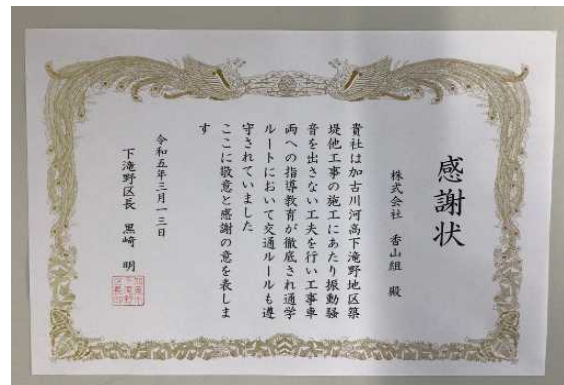 感謝状
株式会社 香山組 殿
貴社は加古川河高下滝野地区築
堤他工事の施工にあたり振動騒
音を出さない工夫を行い工事車
両への指導教育が徹底され通学
ルートにおいて交通ルールも遵
守されていました
ここに敬意と感謝の意を表しま
す
令和五年三月一三日
下滝野区長 黒崎 明